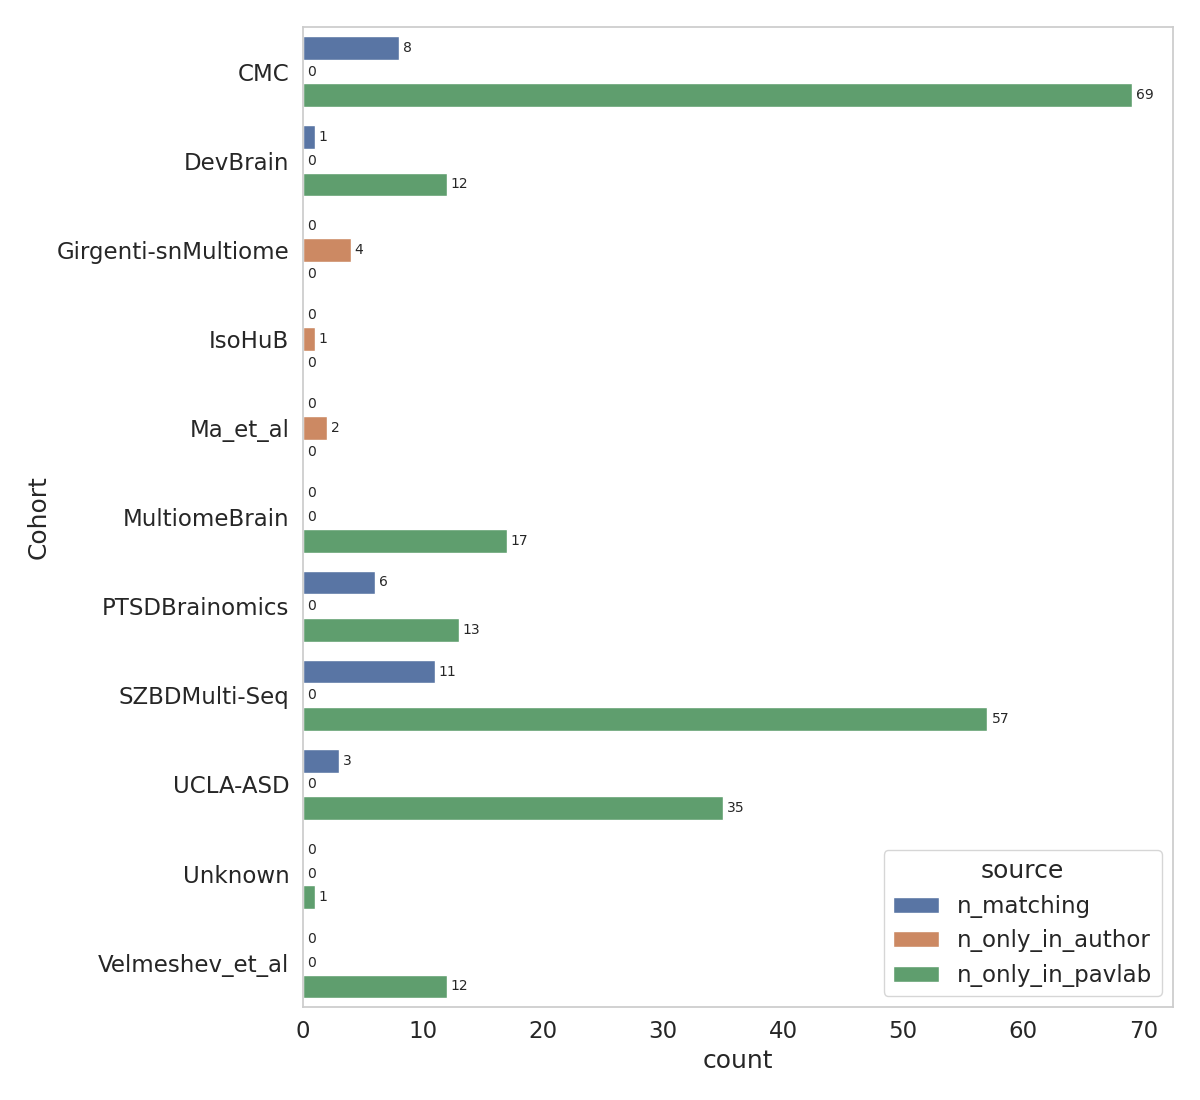 CMC
8
0
69
DevBrain
1
0
12
Girgenti-snMultiome
0
4
0
IsoHuB
0
1
0
Ma_et_al
0
2
0
MultiomeBrain
0
0
17
PTSDBrainomics
6
0
13
SZBDMulti-Seq
11
0
57
UCLA-ASD
3
0
35
Unknown
0
0
1
Velmeshev_et_al
0
0
12
Cohort
source
n_matching
n_only_in_author
n_only_in_pavlab
0 10 20 30 40 50 60 70
count